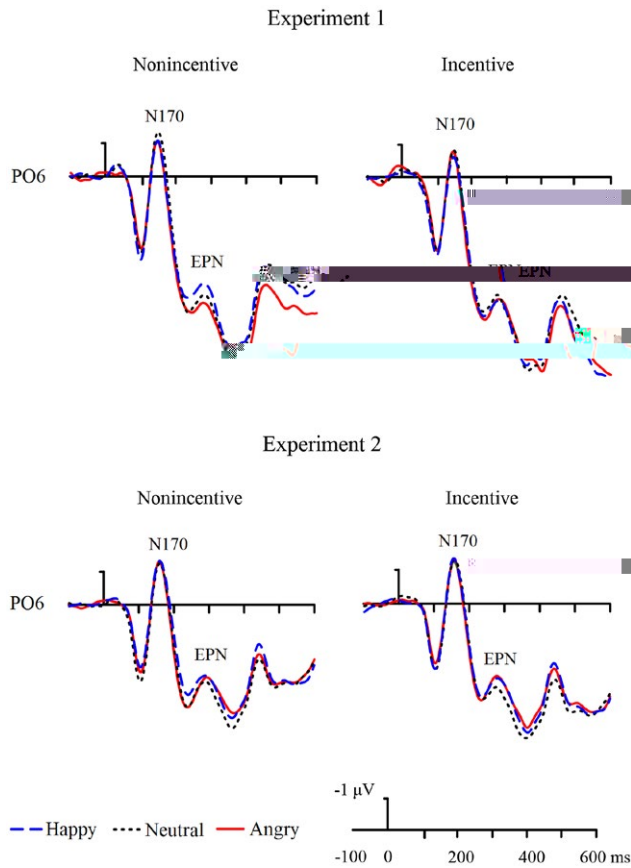 Experiment 1
Nonincentive Incentive
N170 N170
PO6
EPN EPN
Experiment 2
Nonincentive Incentive
N170 N170
PO6
EPN EPN
-1 μV
Happy Neutral Angry
-100 0 200 400 600 ms